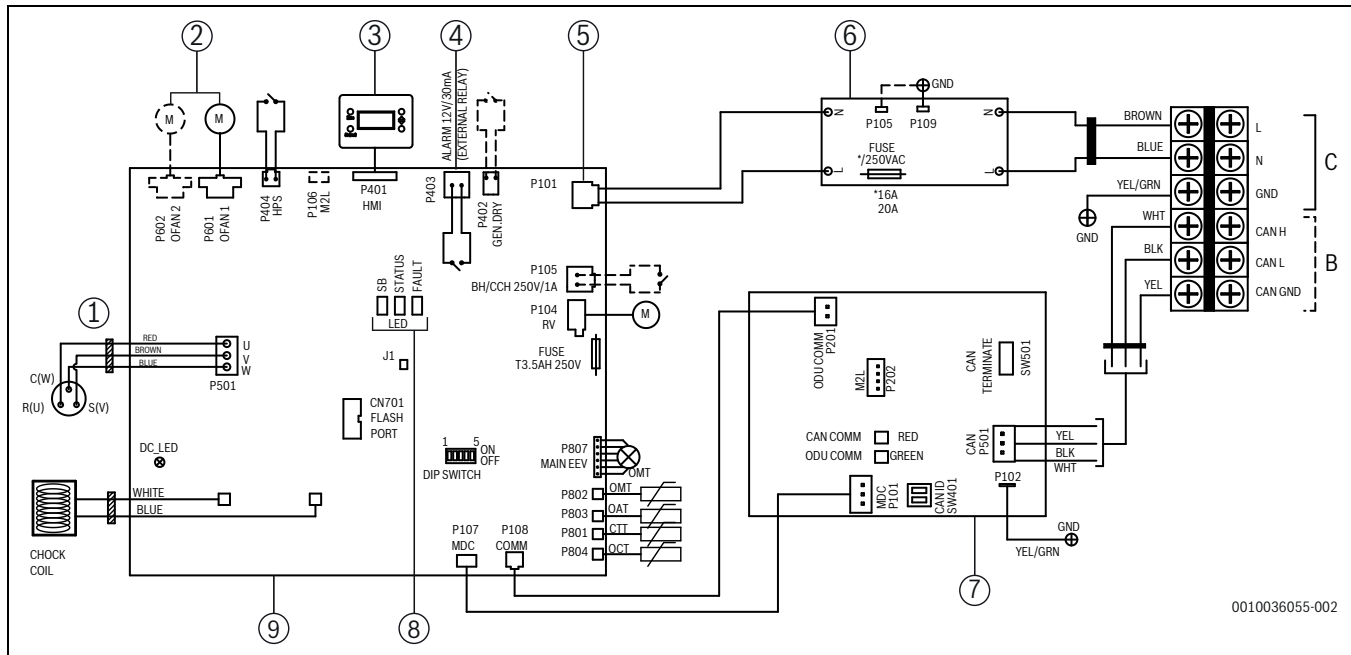 2
3
4
5
6
M
M
ALARM 12V/30mA
(EXTERNAL RELAY)
P602
OFAN 2
P601
OFAN 1
P404
HPS
P106
M2L
P401
HMI
P403
P402
GEN.DRY
P101
N
L
GND
P105
P109
FUSE
*/250VAC
*16A
20A
N
L
BROWN
BLUE
YEL/GRN
GND
WHT
BLK
YEL
L
N
GND
CAN H
CAN L
CAN GND
C
B
SB
STATUS
FAULT
LED
J1
P105
BH/CCH 250V/1A
P104
RV
M
FUSE
T3.5AH 250V
1
RED
BROWN
BLUE
U
V
W
P501
C(W)
R(U)
S(V)
CN701
FLASH
PORT
DC_LED
1
5
ON
OFF
DIP SWITCH
P807
MAIN EEV
OMT
P802
OMT
P803
OAT
P801
CTT
P804
OCT
WHITE
BLUE
CHOCK
COIL
P107
MDC
P108
COMM
ODU COMM
P201
M2L
P202
CAN
TERMINATE
SW501
CAN COMM
RED
ODU COMM
GREEN
CAN
P501
YEL
BLK
WHT
MDC
P101
CAN ID
SW401
P102
GND
YEL/GRN
7
8
9
0010036055-002